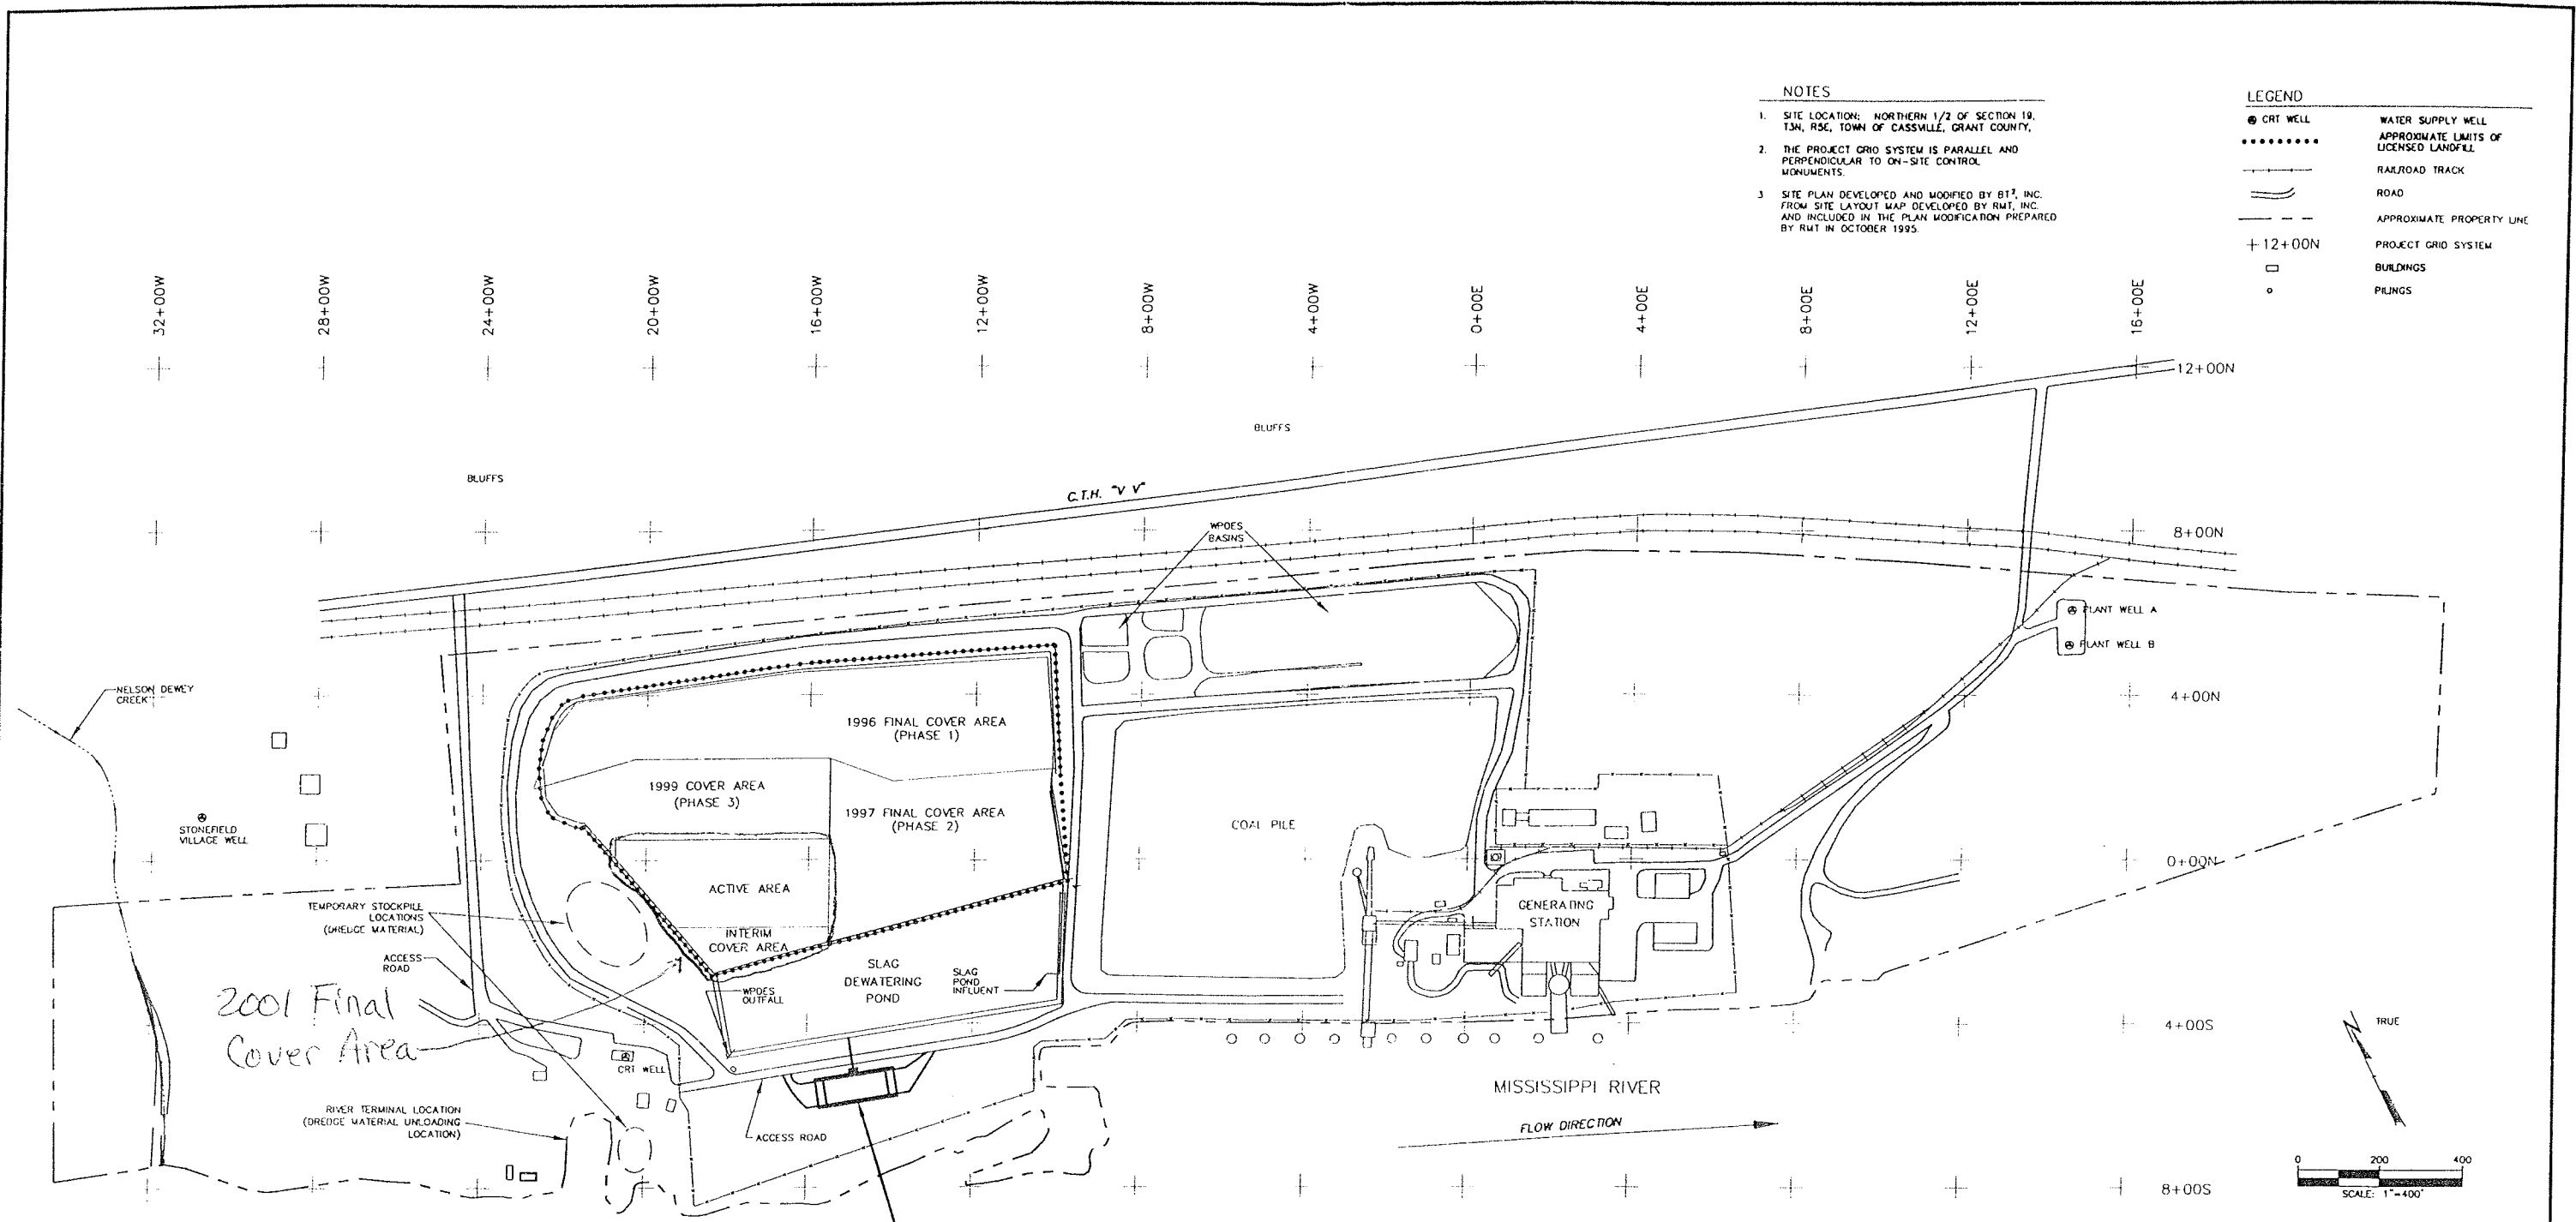 NOTES
1. SITE LOCATION: NORTHERN 1/2 OF SECTION 19,
T3N, R5E, TOWN OF CASSVILLE, GRANT COUNTY,
2. THE PROJECT GRID SYSTEM IS PARALLEL AND
PERPENDICULAR TO ON-SITE CONTROL
MONUMENTS.
3 SITE PLAN DEVELOPED AND MODIFIED BY BT², INC.
FROM SITE LAYOUT MAP DEVELOPED BY RMT, INC.
AND INCLUDED IN THE PLAN MODIFICATION PREPARED
BY RMT IN OCTOBER 1995.
LEGEND
CRT WELL WATER SUPPLY WELL
APPROXIMATE LIMITS OF
LICENSED LANDFILL
RAILROAD TRACK
ROAD
APPROXIMATE PROPERTY LINE
12+00N PROJECT GRID SYSTEM
BUILDINGS
PILINGS
32+00W
28+00W
24+00W
20+00W
16+00W
12+00W
8+00W
4+00W
0+00E
4+00E
8+00E
12+00E
16+00E
12+00N
BLUFFS
BLUFFS
C.T.H. "V V"
WPDES
BASINS
8+00N
PLANT WELL A
PLANT WELL B
NELSON DEWEY
CREEK
4+00N
1996 FINAL COVER AREA
(PHASE 1)
1999 COVER AREA
(PHASE 3)
1997 FINAL COVER AREA
(PHASE 2)
COAL PILE
STONEFIELD
VILLAGE WELL
0+00N
ACTIVE AREA
TEMPORARY STOCKPILE
LOCATIONS
(DREDGE MATERIAL)
GENERATING
STATION
INTERIM
COVER AREA
ACCESS
ROAD
SLAG
DEWATERING
POND
SLAG
POND
INFLUENT
WPDES
OUTFALL
2001 Final
Cover Area
4+00S
TRUE
CRT WELL
MISSISSIPPI RIVER
RIVER TERMINAL LOCATION
(DREDGE MATERIAL UNLOADING
LOCATION)
ACCESS ROAD
FLOW DIRECTION
0 200 400
SCALE: 1"=400'
8+00S